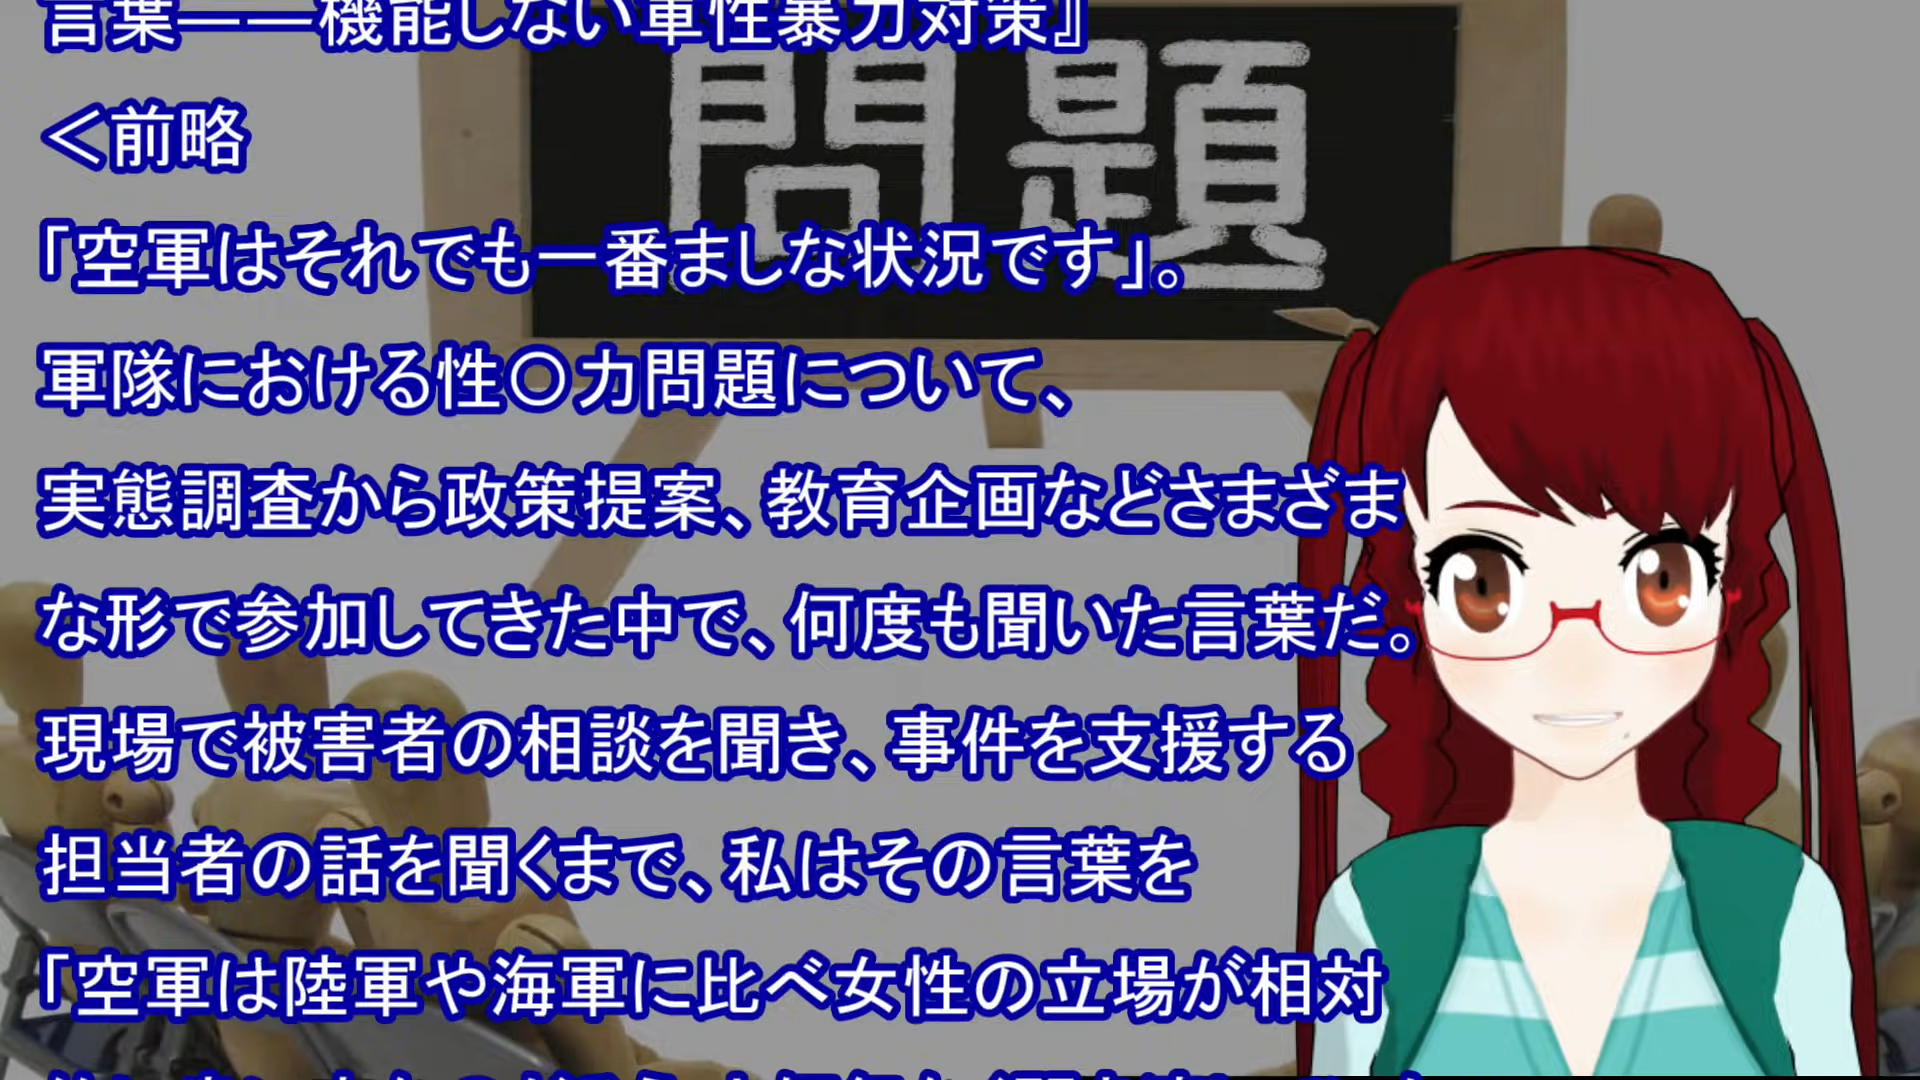 言葉――機能しない軍性暴力対策』
問題
＜前略
「空軍はそれでも一番ましな状況です」。
軍隊における性〇力問題について、
実態調査から政策提案、教育企画などさまざま
な形で参加してきた中で、何度も聞いた言葉だ。
現場で被害者の相談を聞き、事件を支援する
担当者の話を聞くまで、私はその言葉を
「空軍は陸軍や海軍に比べ女性の立場が相対